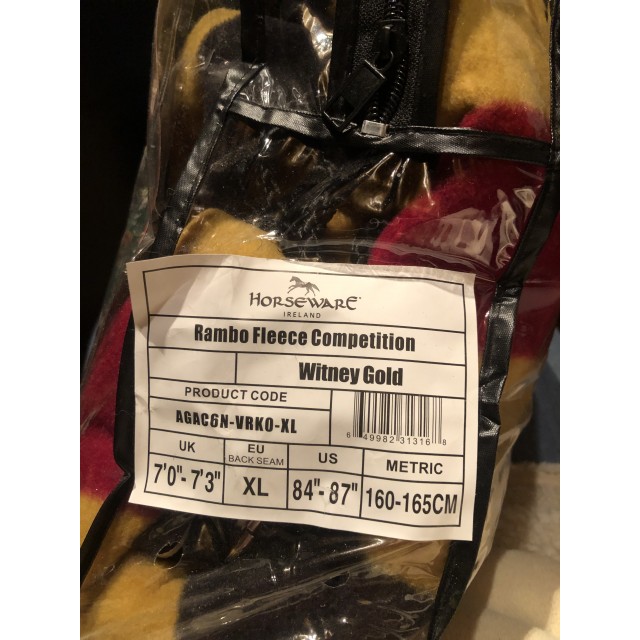 HORSEWARE
IRELAND
Rambo Fleece Competition
Witney Gold
PRODUCT CODE
AGAC6N-VRK0-XL
6 49982 31316 8
UK
7'0"- 7'3"
EU
BACK SEAM
XL
US
84"- 87"
METRIC
160-165CM